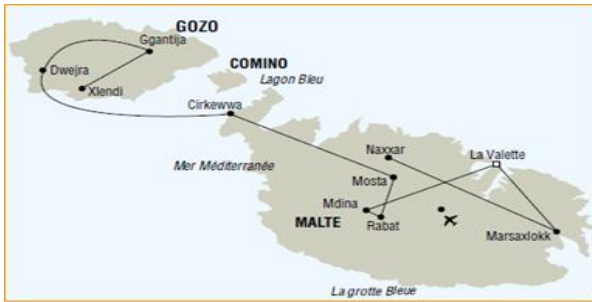 GOZO
Ggantija
Dwejra
Xlendi
COMINO
Lagon Bleu
Cirkewwa
Mer Méditerranée
Naxxar
La Valette
Mosta
Mdina
Rabat
MALTE
Marsaxlokk
La grotte Bleue